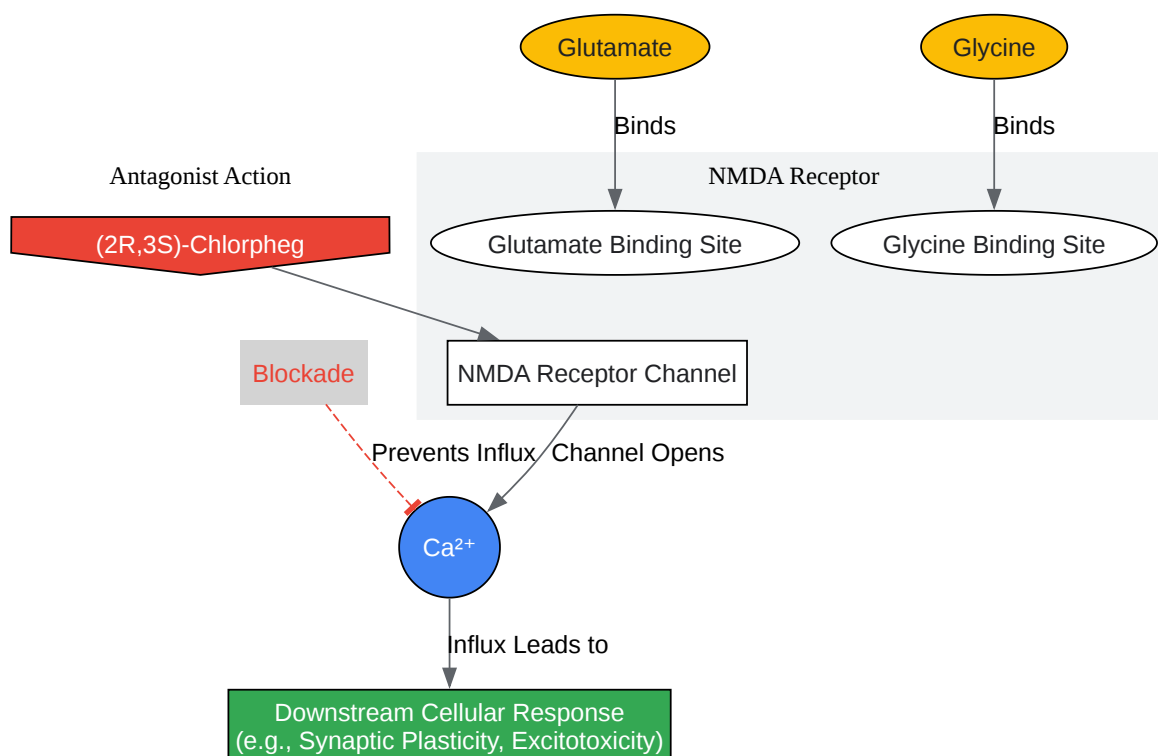 Glutamate
Glycine
Binds
Binds
Antagonist Action
NMDA Receptor
(2R,3S)-Chlorpheg
Glutamate Binding Site
Glycine Binding Site
Blockade
NMDA Receptor Channel
Prevents Influx
Channel Opens
Ca²⁺
Influx Leads to
Downstream Cellular Response
(e.g., Synaptic Plasticity, Excitotoxicity)